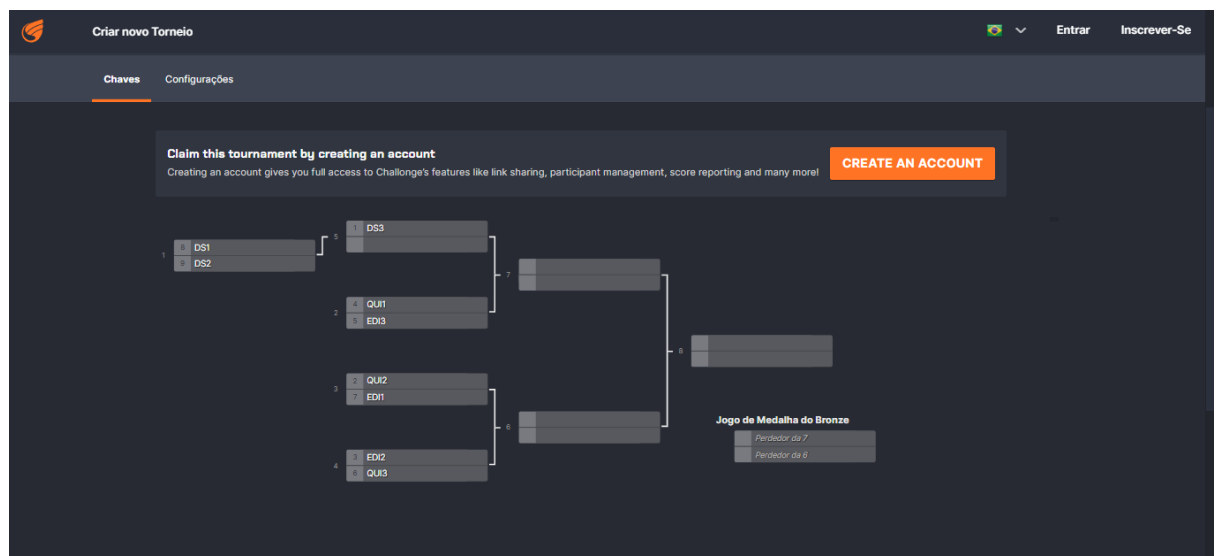 Criar novo Torneio
Entrar
Inscrever-Se
Chaves
Configurações
Claim this tournament by creating an account
Creating an account gives you full access to Challonge's features like link sharing, participant management, score reporting and many more!
CREATE AN ACCOUNT
1
8 DS1
9 DS2
5
1 DS3
2
4 QUI1
5 EDI3
3
2 QUI2
7 EDI1
4
3 EDI2
6 QUI3
7
6
8
Jogo de Medalha do Bronze
Perdedor da 7
Perdedor da 6